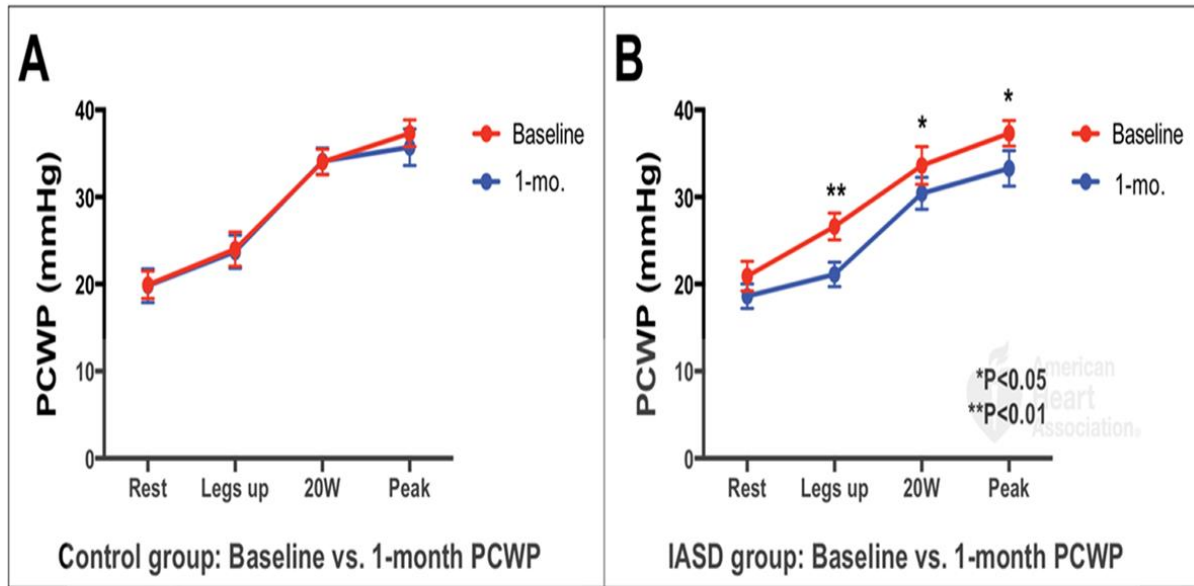 A
PCWP (mmHg)
40
30
20
10
0
Rest Legs up 20W Peak
Baseline
1-mo.
Control group: Baseline vs. 1-month PCWP
B
PCWP (mmHg)
40
30
20
10
0
Rest Legs up 20W Peak
** * *
Baseline
1-mo.
*P<0.05
**P<0.01
American
Heart
Association®
IASD group: Baseline vs. 1-month PCWP